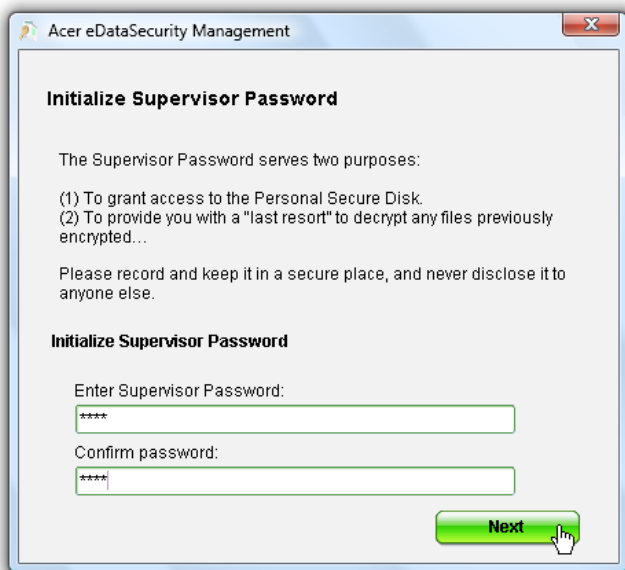 Acer eDataSecurity Management
Initialize Supervisor Password
The Supervisor Password serves two purposes:
(1) To grant access to the Personal Secure Disk.
(2) To provide you with a "last resort" to decrypt any files previously
encrypted...
Please record and keep it in a secure place, and never disclose it to
anyone else.
Initialize Supervisor Password
Enter Supervisor Password:
****
Confirm password:
****
Next